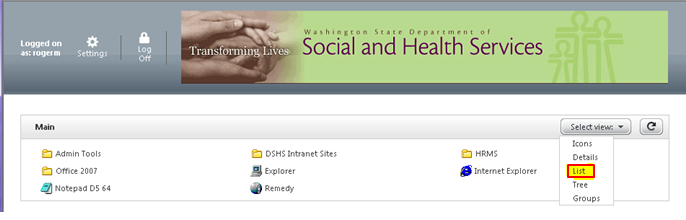 Logged on
as: rogerm
Settings
Log
Off
Transforming Lives
Washington State Department of
Social and Health Services
Main
Select view:
Admin Tools
DSHS Intranet Sites
HRMS
Office 2007
Explorer
Internet Explorer
Notepad D5 64
Remedy
Icons
Details
List
Tree
Groups